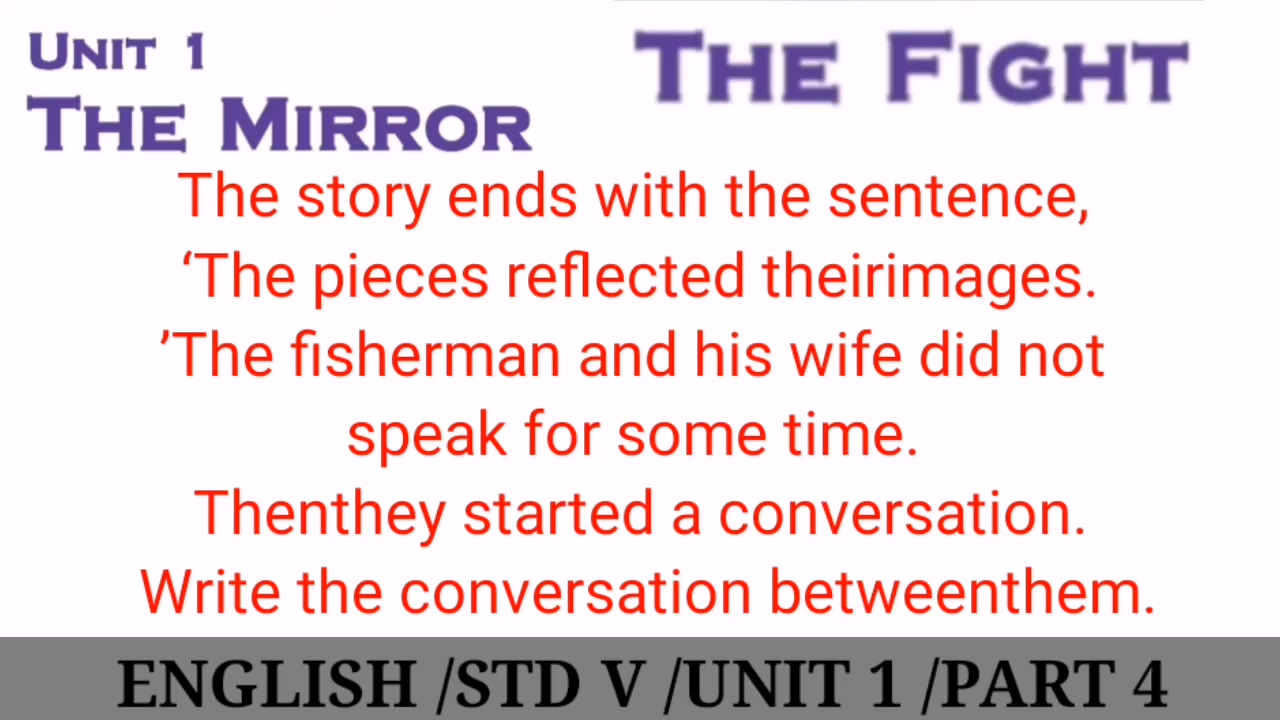 UNIT 1
THE MIRROR
THE FIGHT
The story ends with the sentence,
‘The pieces reflected theirimages.
’The fisherman and his wife did not
speak for some time.
Thenthey started a conversation.
Write the conversation betweenthem.
ENGLISH /STD V /UNIT 1 /PART 4